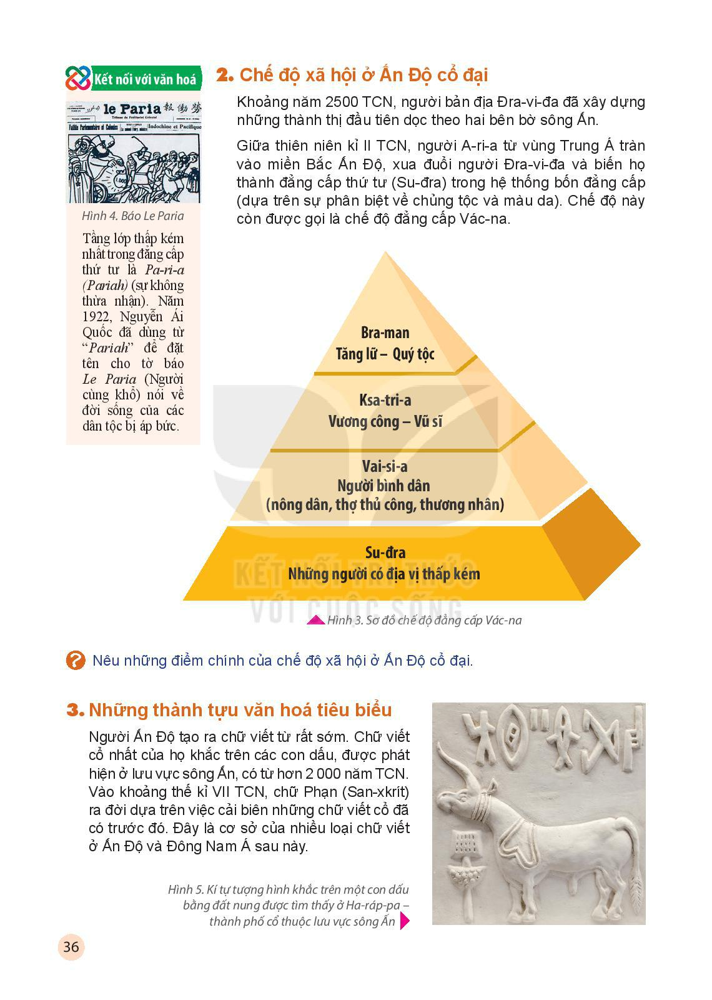 Kết nối với văn hoá
le Paria 勞働報
Tribune du Prolétariat Colonial
Indochine et Pacifique
Hình 4. Báo Le Paria
Tầng lớp thấp kém
nhất trong đẳng cấp
thứ tư là Pa-ri-a
(Pariah) (sự không
thừa nhận). Năm
1922, Nguyễn Ái
Quốc đã dùng từ
“Pariah” để đặt
tên cho tờ báo
Le Paria (Người
cùng khổ) nói về
đời sống của các
dân tộc bị áp bức.
2. Chế độ xã hội ở Ấn Độ cổ đại
Khoảng năm 2500 TCN, người bản địa Đra-vi-đa đã xây dựng
những thành thị đầu tiên dọc theo hai bên bờ sông Ấn.
Giữa thiên niên kỉ II TCN, người A-ri-a từ vùng Trung Á tràn
vào miền Bắc Ấn Độ, xua đuổi người Đra-vi-đa và biến họ
thành đẳng cấp thứ tư (Su-đra) trong hệ thống bốn đẳng cấp
(dựa trên sự phân biệt về chủng tộc và màu da). Chế độ này
còn được gọi là chế độ đẳng cấp Vác-na.
Bra-man
Tăng lữ – Quý tộc
Ksa-tri-a
Vương công – Vũ sĩ
Vai-si-a
Người bình dân
(nông dân, thợ thủ công, thương nhân)
Su-đra
Những người có địa vị thấp kém
KẾT NỐI TRI THỨC
VỚI CUỘC SỐNG
Hình 3. Sơ đồ chế độ đẳng cấp Vác-na
? Nêu những điểm chính của chế độ xã hội ở Ấn Độ cổ đại.
3. Những thành tựu văn hoá tiêu biểu
Người Ấn Độ tạo ra chữ viết từ rất sớm. Chữ viết
cổ nhất của họ khắc trên các con dấu, được phát
hiện ở lưu vực sông Ấn, có từ hơn 2 000 năm TCN.
Vào khoảng thế kỉ VII TCN, chữ Phạn (San-xkrít)
ra đời dựa trên việc cải biên những chữ viết cổ đã
có trước đó. Đây là cơ sở của nhiều loại chữ viết
ở Ấn Độ và Đông Nam Á sau này.
Hình 5. Kí tự tượng hình khắc trên một con dấu
bằng đất nung được tìm thấy ở Ha-ráp-pa –
thành phố cổ thuộc lưu vực sông Ấn
36